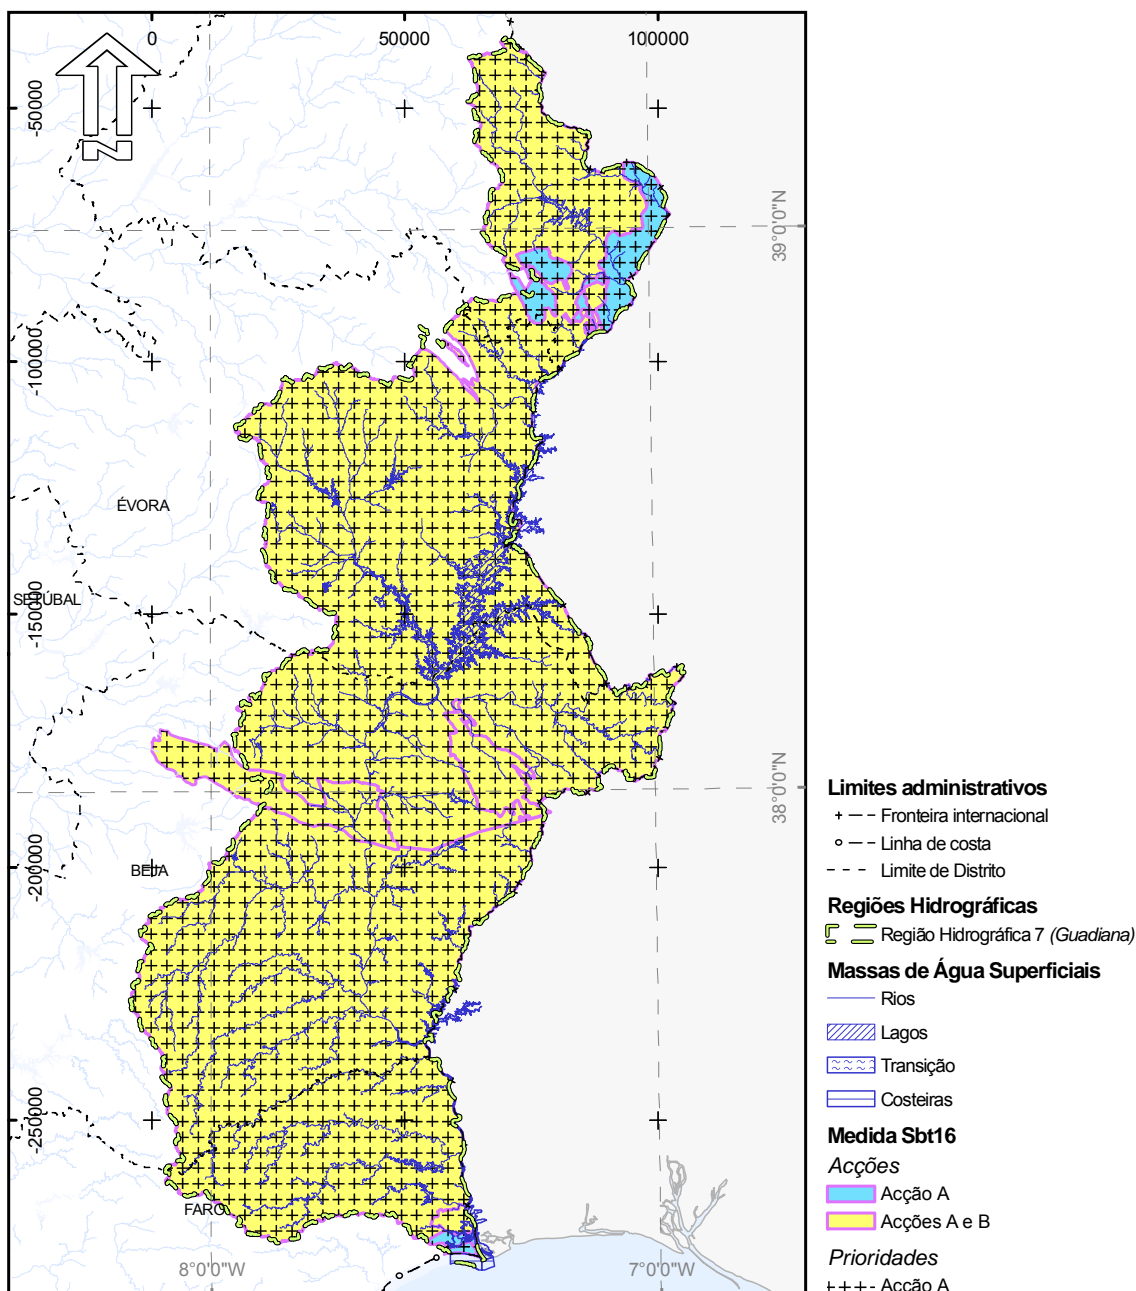 0
50000
100000
N
-50000
39°0'0"N
-100000
ÉVORA
SETÚBAL
-150000
38°0'0"N
BEJA
-200000
-250000
FARO
8°0'0"W
7°0'0"W
Limites administrativos
Fronteira internacional
Linha de costa
Limite de Distrito
Regiões Hidrográficas
Região Hidrográfica 7 (Guadiana)
Massas de Água Superficiais
Rios
Lagos
Transição
Costeiras
Medida Sbt16
Acções
Acção A
Acções A e B
Prioridades
Acção A